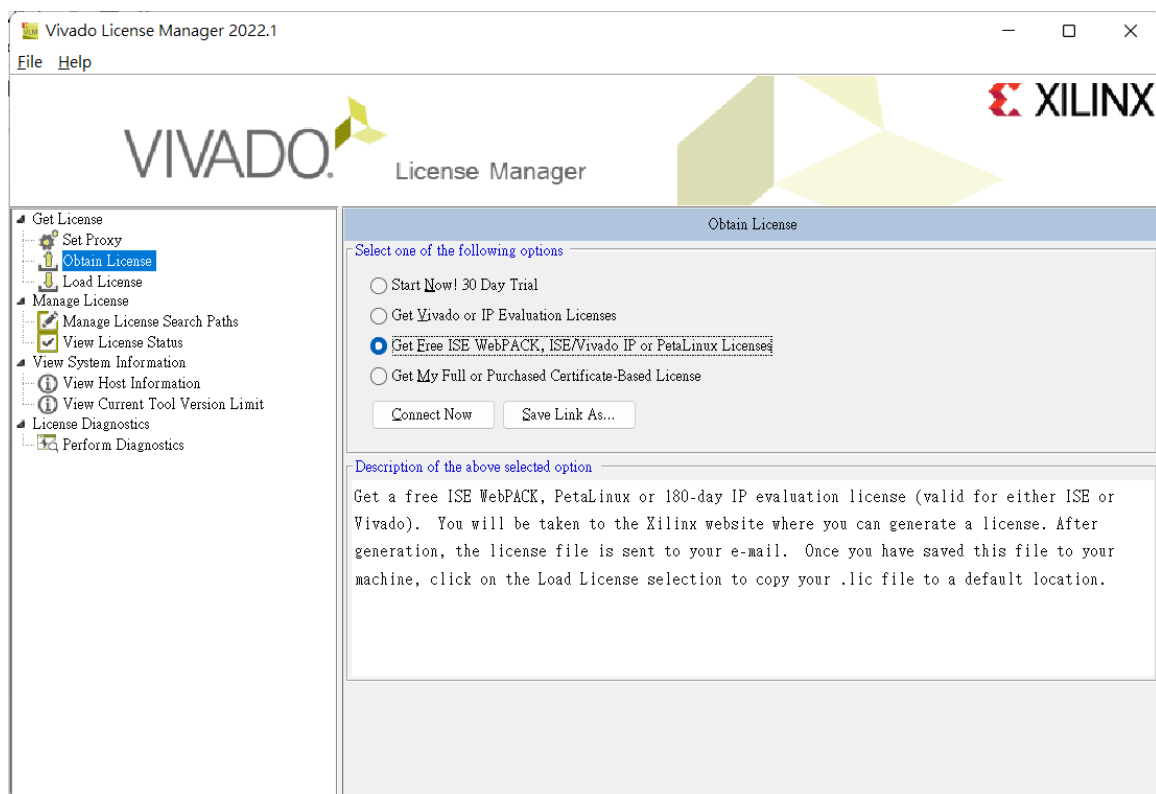 Vivado License Manager 2022.1
File Help
XILINX
VIVADO.
License Manager
Get License
Set Proxy
Obtain License
Load License
Manage License
Manage License Search Paths
View License Status
View System Information
View Host Information
View Current Tool Version Limit
License Diagnostics
Perform Diagnostics
Obtain License
Select one of the following options
Start Now! 30 Day Trial
Get Vivado or IP Evaluation Licenses
Get Free ISE WebPACK, ISE/Vivado IP or PetaLinux Licenses
Get My Full or Purchased Certificate-Based License
Connect Now Save Link As...
Description of the above selected option
Get a free ISE WebPACK, PetaLinux or 180-day IP evaluation license (valid for either ISE or
Vivado). You will be taken to the Xilinx website where you can generate a license. After
generation, the license file is sent to your e-mail. Once you have saved this file to your
machine, click on the Load License selection to copy your .lic file to a default location.